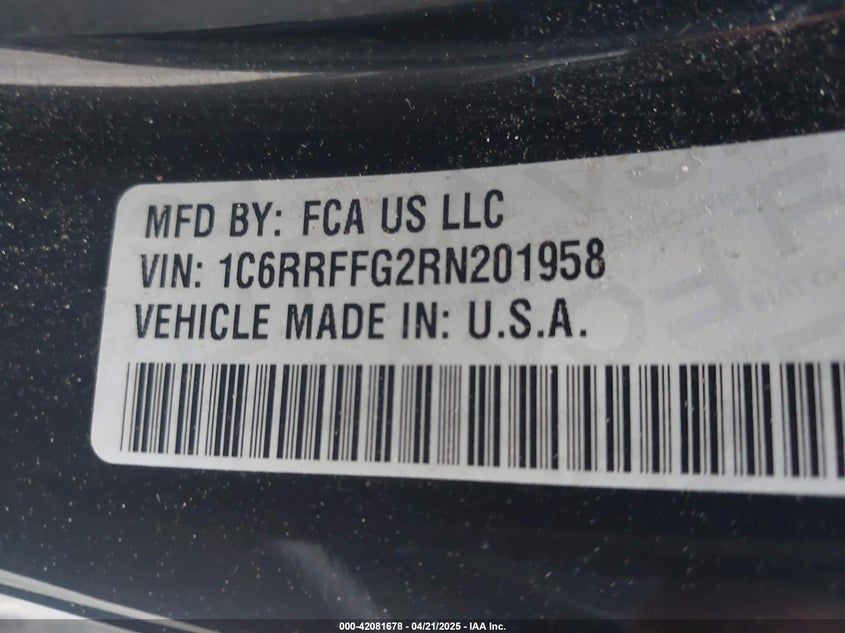 MFD BY: FCA US LLC
VIN: 1C6RRFFG2RN201958
VEHICLE MADE IN: U.S.A.
000-42081678 - 04/21/2025 - IAA Inc.